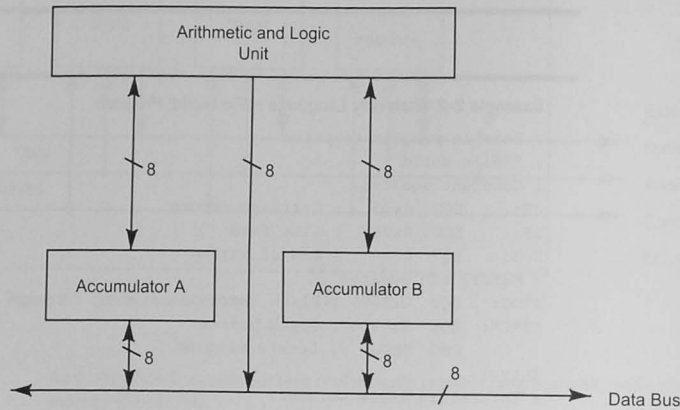 Arithmetic and Logic
Unit
8
8
8
Accumulator A
Accumulator B
8
8
8
Data Bus